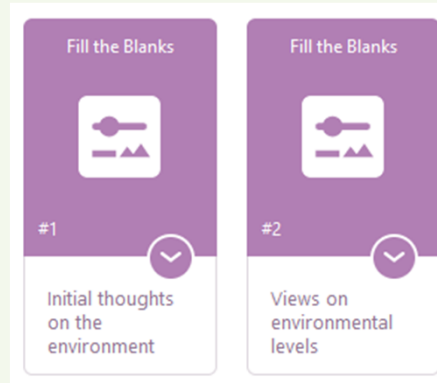 Fill the Blanks
#1
Initial thoughts
on the
environment
Fill the Blanks
#2
Views on
environmental
levels